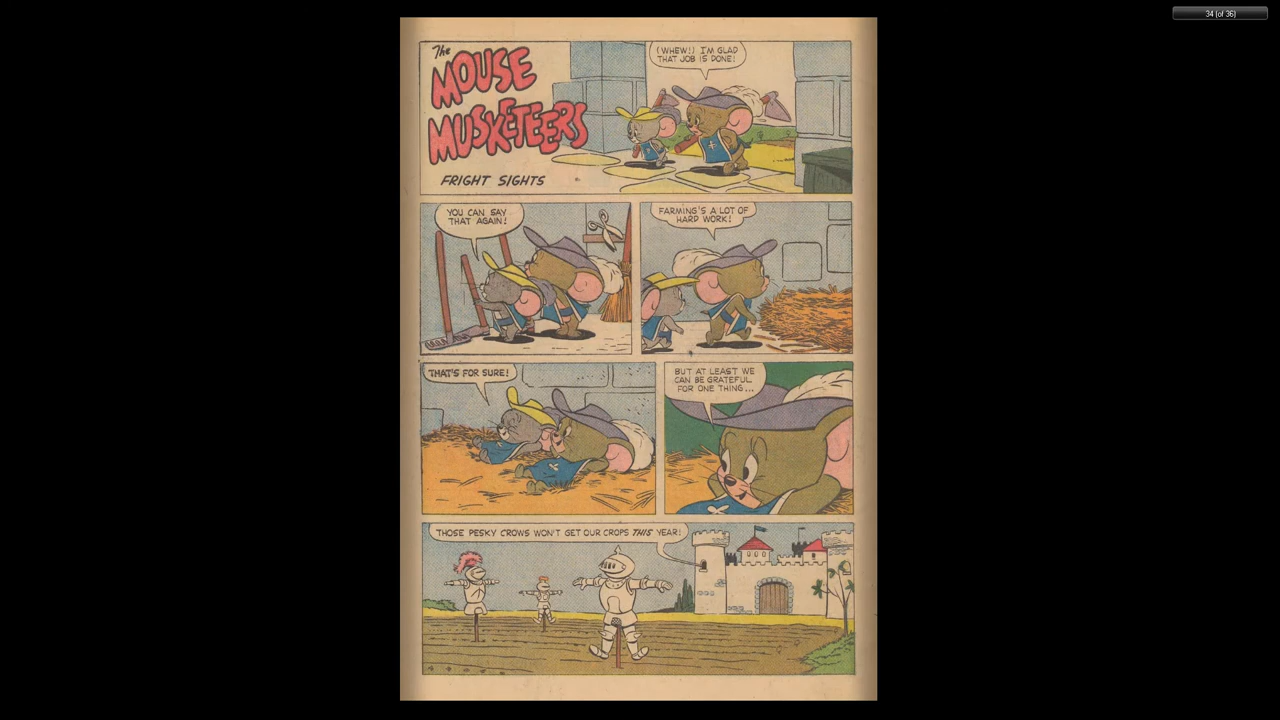 34 [of 36]
The
MOUSE
MUSKETEERS
FRIGHT SIGHTS
(WHEW!) I'M GLAD
THAT JOB IS DONE!
YOU CAN SAY
THAT AGAIN!
FARMING'S A LOT OF
HARD WORK!
THAT'S FOR SURE!
BUT AT LEAST WE
CAN BE GRATEFUL
FOR ONE THING...
THOSE PESKY CROWS WON'T GET OUR CROPS THIS YEAR!